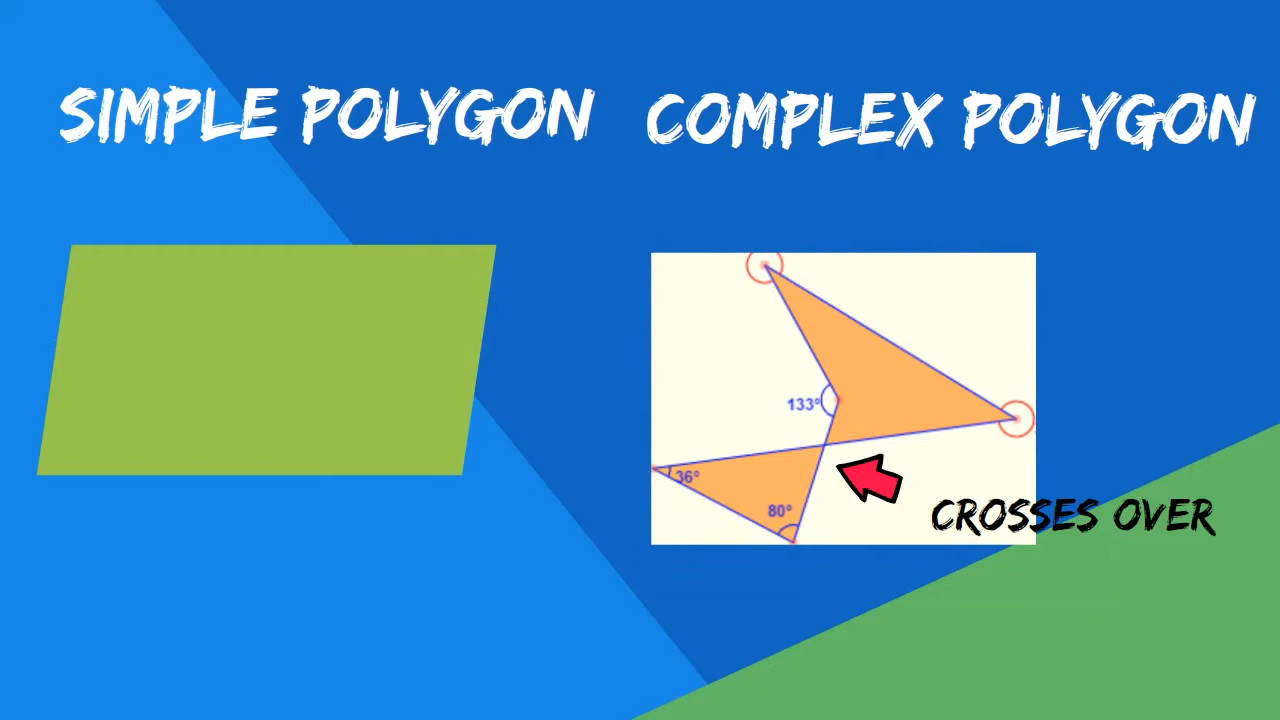 SIMPLE POLYGON
COMPLEX POLYGON
133°
36°
80°
CROSSES OVER